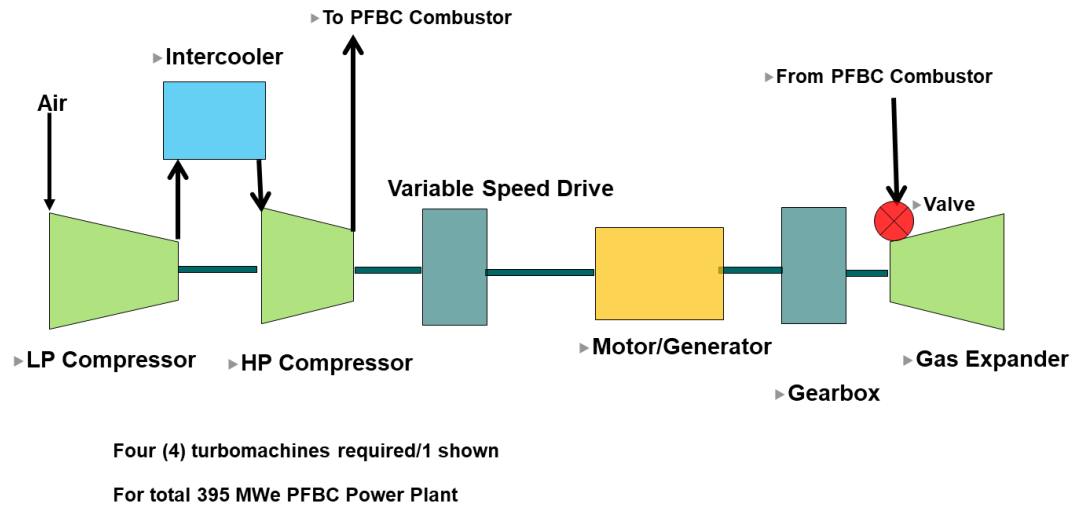 To PFBC Combustor
Intercooler
From PFBC Combustor
Air
Variable Speed Drive
Valve
LP Compressor
HP Compressor
Motor/Generator
Gas Expander
Gearbox
Four (4) turbomachines required/1 shown
For total 395 MWe PFBC Power Plant